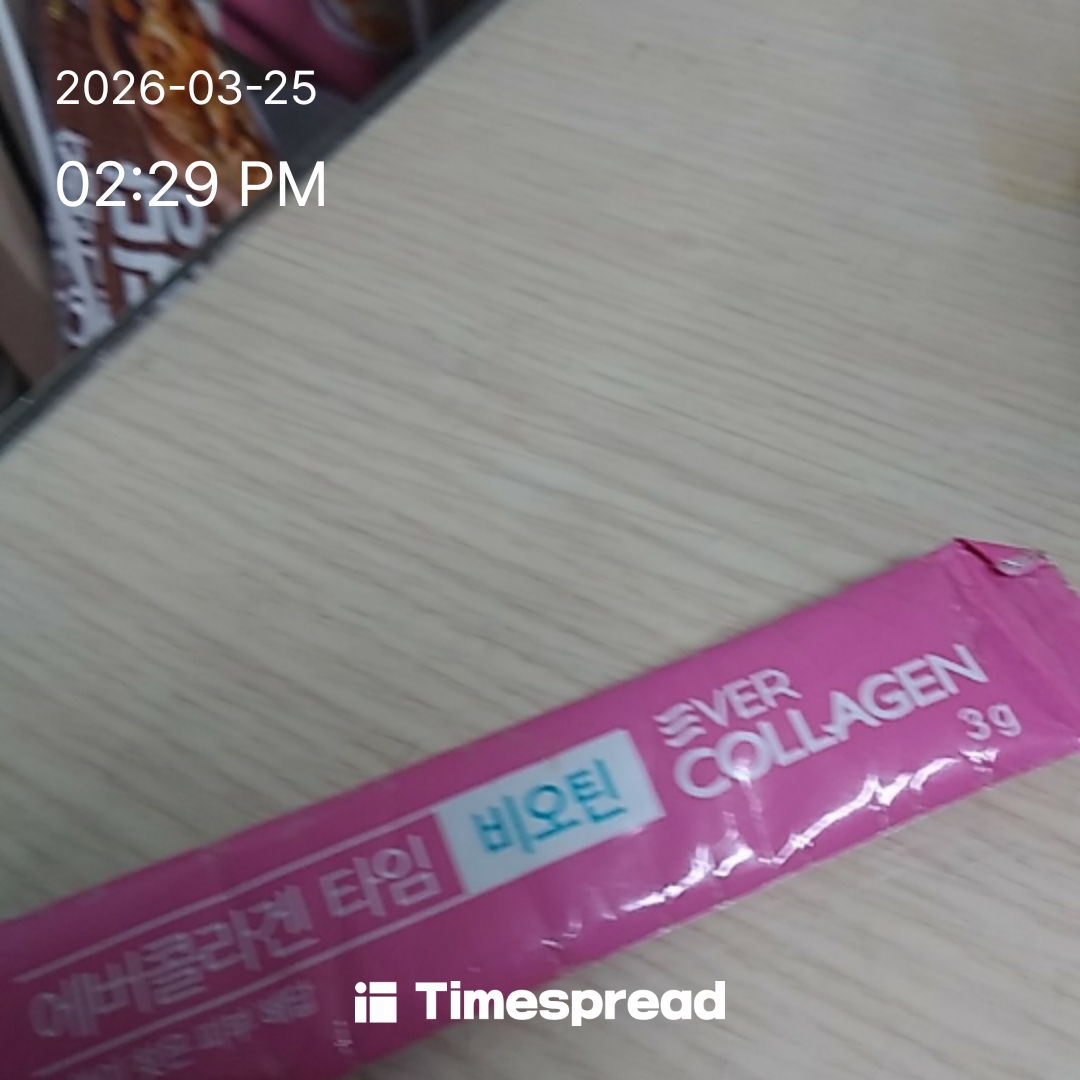 2026-03-25
02:29 PM
EVER
COLLAGEN
3g
비오틴
에버콜라겐 타임
Timespread